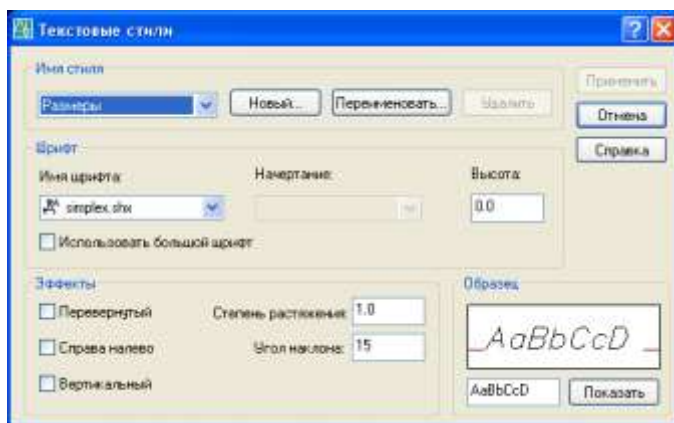 Текстовые стили
Имя стиля
Размеры
Новый...
Переименовать...
Удалить
Применить
Отмена
Справка
Шрифт
Имя шрифта:
Начертание:
Высота:
simplex.shx
0.0
Использовать большой шрифт
Эффекты
Перевернутый
Степень растяжения:
1.0
Справа налево
Угол наклона:
15
Вертикальный
Образец
AaBbCcD
AaBbCcD
Показать